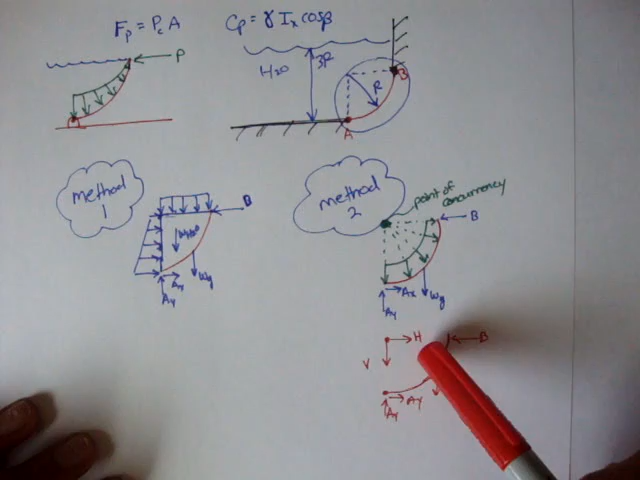 Fp = Pc A
Cp = γ Ix cosβ
P
H2O
3R
R
B
A
method
1
B
Wg
Ax
Ay
method
2
point of
concurrency
B
Ax
Ay
Wg
H
V
B
Ay
Ay